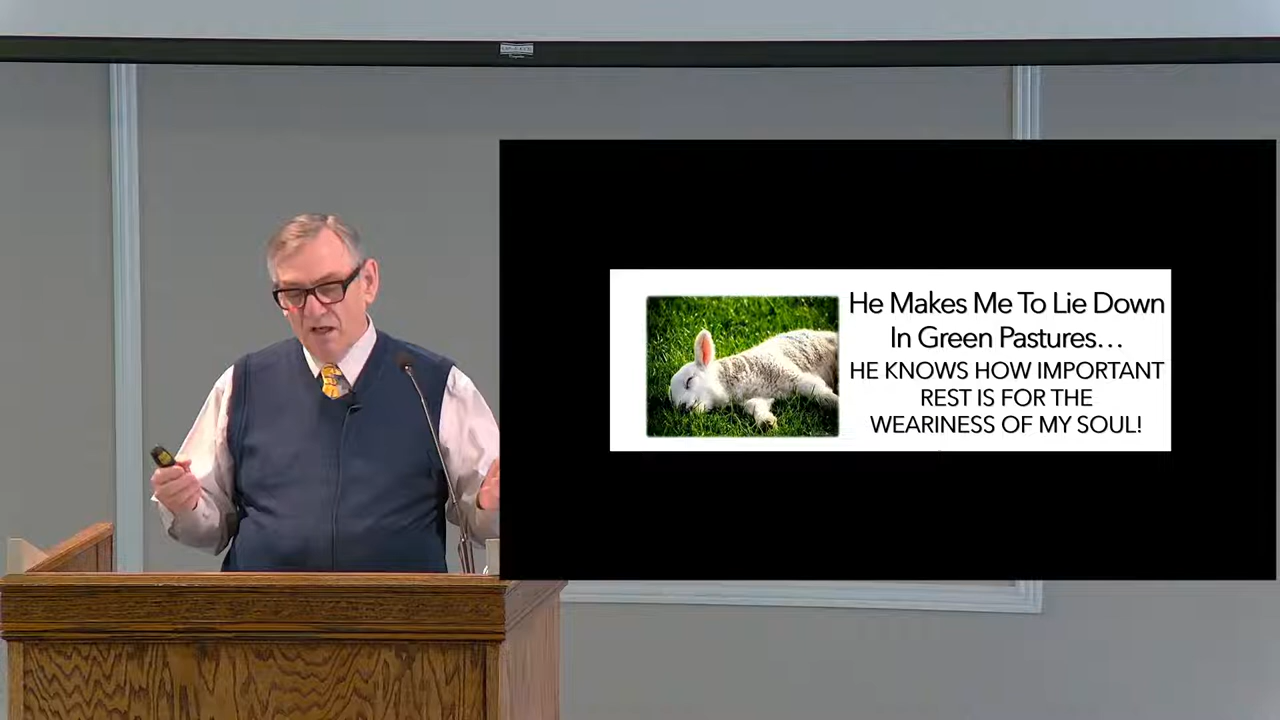 He Makes Me To Lie Down
In Green Pastures...
HE KNOWS HOW IMPORTANT
REST IS FOR THE
WEARINESS OF MY SOUL!